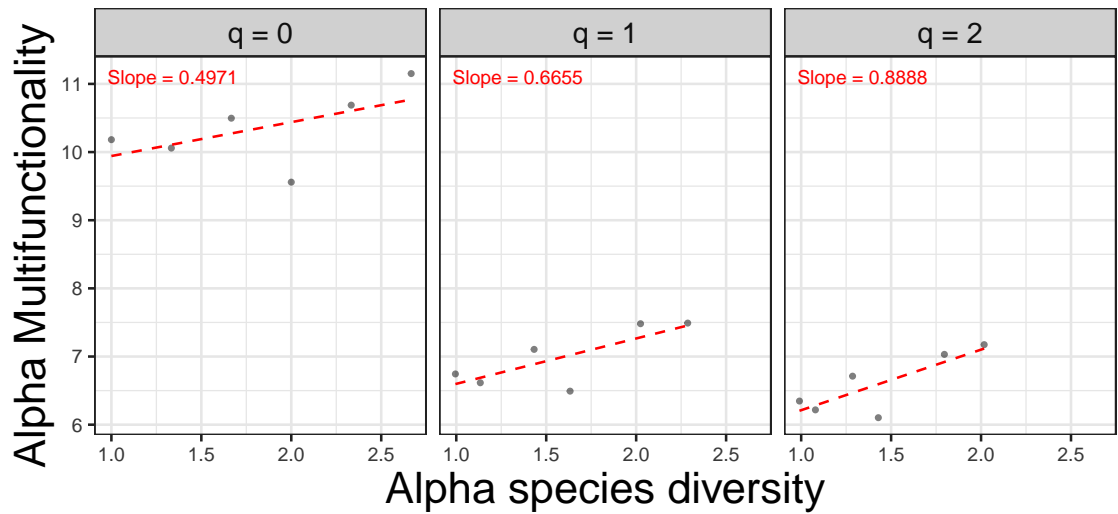 q = 0
q = 1
q = 2
Alpha Multifunctionality
Slope = 0.4971
Slope = 0.6655
Slope = 0.8888
11
10
9
8
7
6
1.0 1.5 2.0 2.5
1.0 1.5 2.0 2.5
1.0 1.5 2.0 2.5
Alpha species diversity